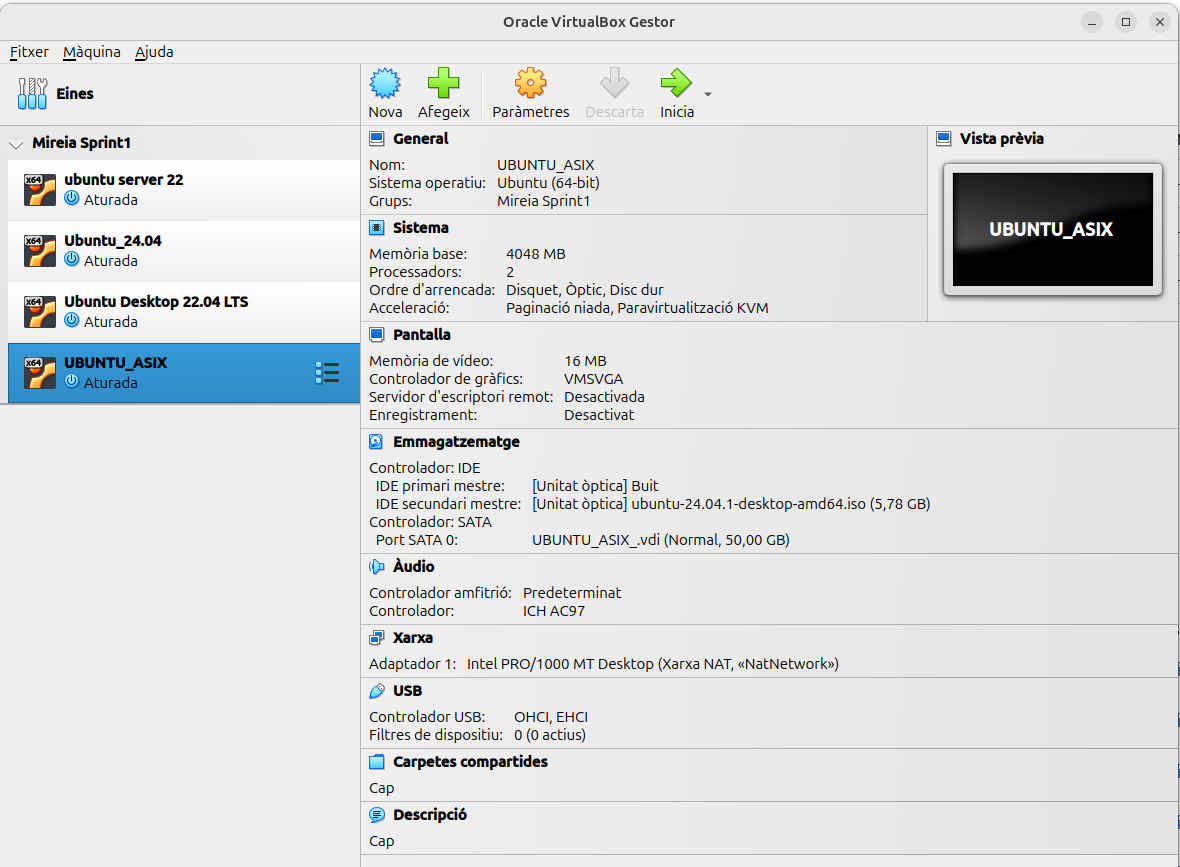 Oracle VirtualBox Gestor
Fitxer Màquina Ajuda
Eines
Nova Afegeix Paràmetres Descarta Inicia
Mireia Sprint1
x64 ubuntu server 22
Aturada
x64 Ubuntu_24.04
Aturada
x64 Ubuntu Desktop 22.04 LTS
Aturada
x64 UBUNTU_ASIX
Aturada
General
Nom: UBUNTU_ASIX
Sistema operatiu: Ubuntu (64-bit)
Grups: Mireia Sprint1
Vista prèvia
UBUNTU_ASIX
Sistema
Memòria base: 4048 MB
Processadors: 2
Ordre d'arrencada: Disquet, Òptic, Disc dur
Acceleració: Paginació niada, Paravirtualització KVM
Pantalla
Memòria de vídeo: 16 MB
Controlador de gràfics: VMSVGA
Servidor d'escriptori remot: Desactivada
Enregistrament: Desactivat
Emmagatzematge
Controlador: IDE
IDE primari mestre: [Unitat òptica] Buit
IDE secundari mestre: [Unitat òptica] ubuntu-24.04.1-desktop-amd64.iso (5,78 GB)
Controlador: SATA
Port SATA 0: UBUNTU_ASIX_.vdi (Normal, 50,00 GB)
Àudio
Controlador amfitrió: Predeterminat
Controlador: ICH AC97
Xarxa
Adaptador 1: Intel PRO/1000 MT Desktop (Xarxa NAT, «NatNetwork»)
USB
Controlador USB: OHCI, EHCI
Filtres de dispositiu: 0 (0 actius)
Carpetes compartides
Cap
Descripció
Cap